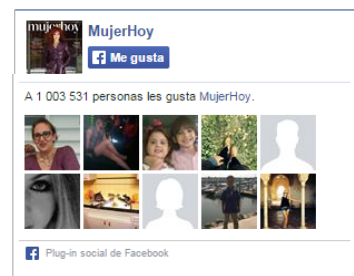 mujerhoy
MujerHoy
Me gusta
A 1 003 531 personas les gusta MujerHoy.
Plug-in social de Facebook